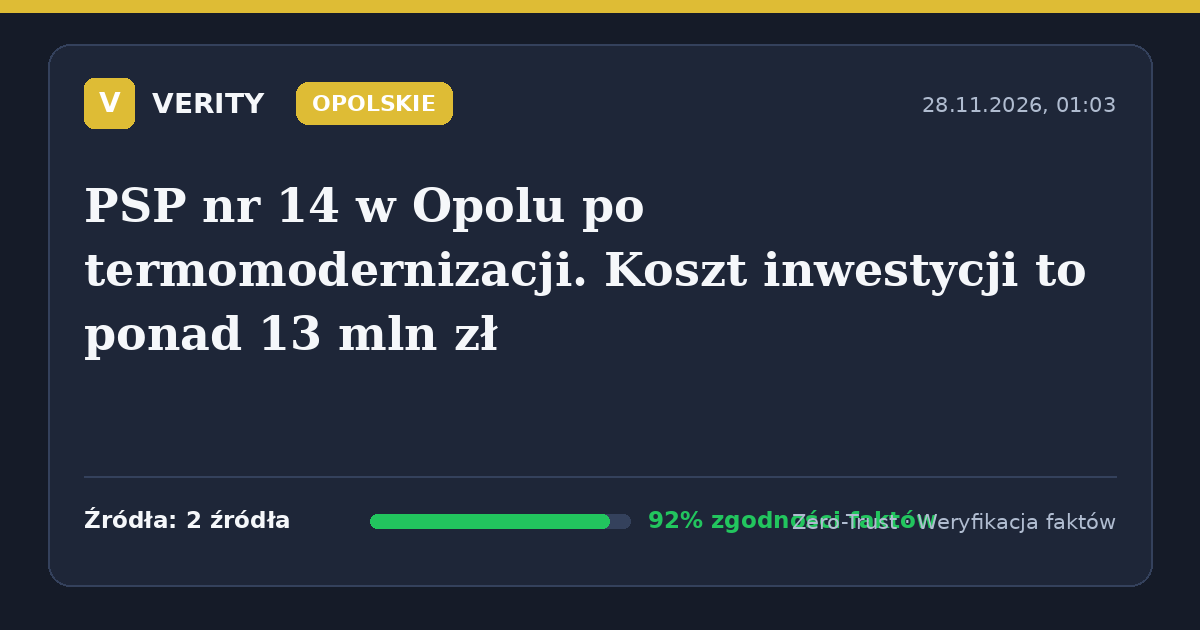 V VERITY OPOLSKIE 28.11.2026, 01:03
PSP nr 14 w Opolu po
termomodernizacji. Koszt inwestycji to
ponad 13 mln zł
Źródła: 2 źródła 92% zgodności faktów Zero-Trust · Weryfikacja faktów